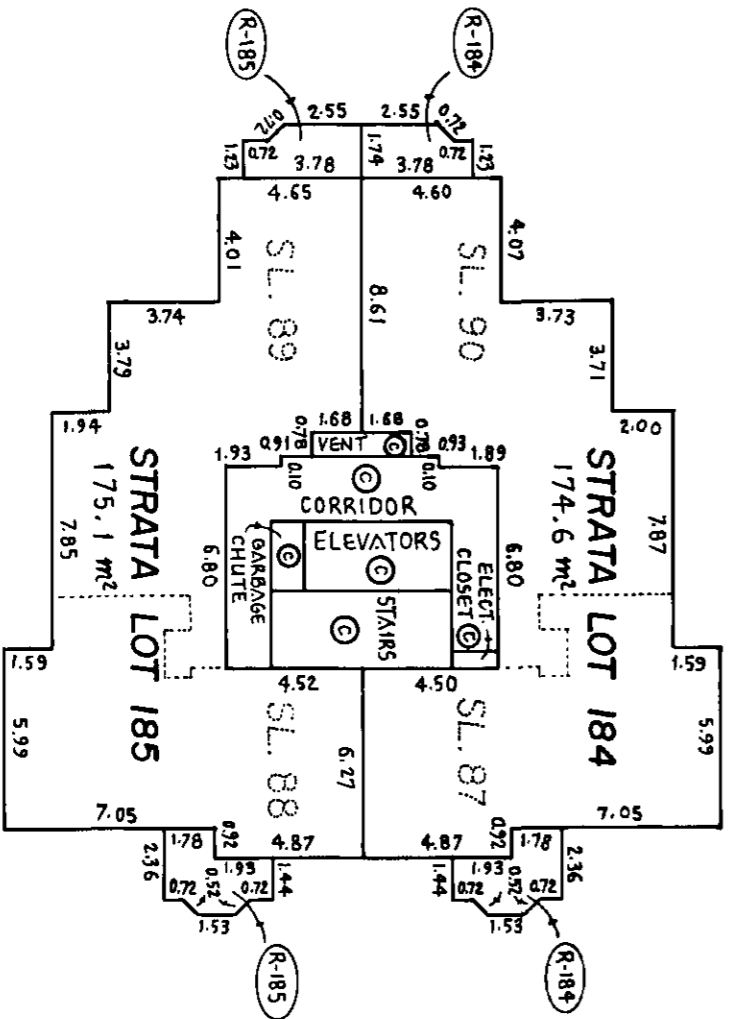 R-185
R-184
0.72
2.55
2.55
0.72
1.23
0.72
3.78
1.74
3.78
0.72
1.23
4.65
4.60
4.01
4.07
SL. 89
8.61
SL. 90
3.74
3.73
3.79
3.71
1.94
2.00
1.68
1.68
0.78
VENT
C
0.78
0.91
0.93
1.93
1.89
0.10
C
0.10
CORRIDOR
STRATA LOT 185
175.1 m²
STRATA LOT 184
174.6 m²
7.85
7.87
6.80
6.80
GARBAGE
CHUTE
C
ELEVATORS
C
ELECT.
CLOSET
C
STAIRS
C
4.52
4.50
1.59
1.59
5.99
5.99
SL. 88
6.27
SL. 87
7.05
7.05
1.78
0.92
4.87
4.87
0.92
1.78
2.36
1.93
1.44
1.44
1.93
2.36
0.72
0.52
0.72
0.72
0.52
0.72
1.53
1.53
R-185
R-184